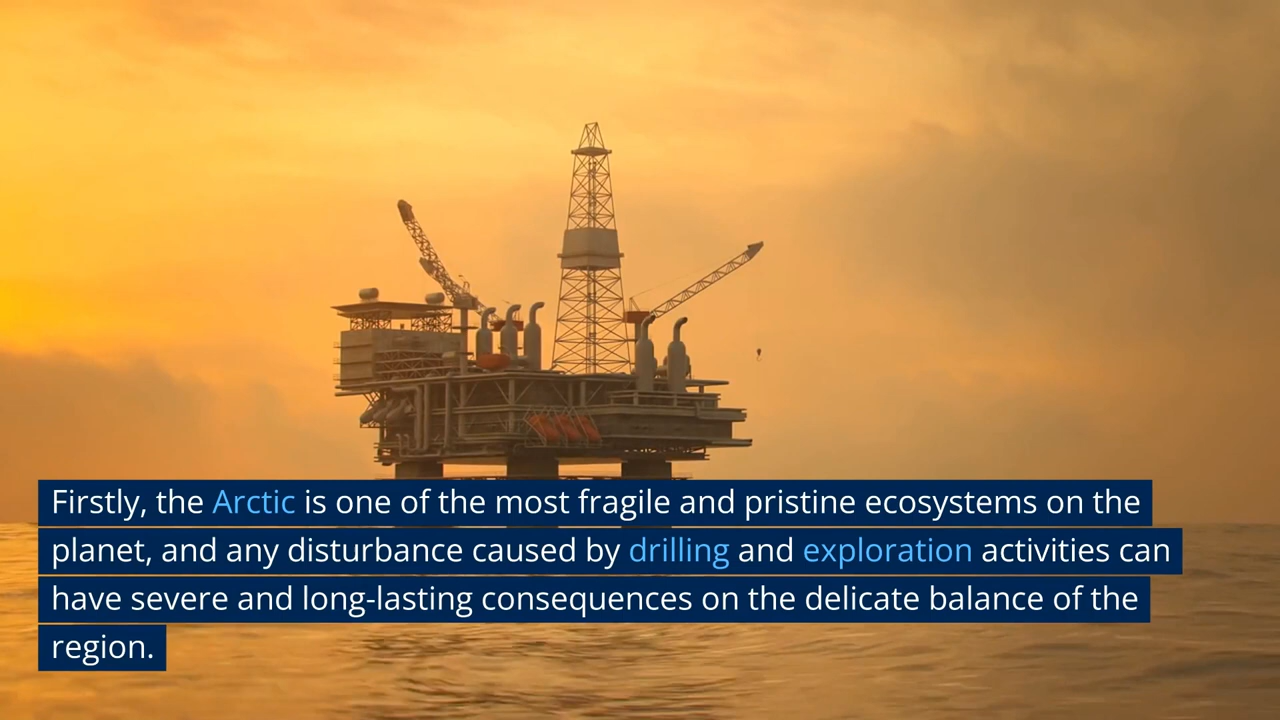 Firstly, the Arctic is one of the most fragile and pristine ecosystems on the
planet, and any disturbance caused by drilling and exploration activities can
have severe and long-lasting consequences on the delicate balance of the
region.